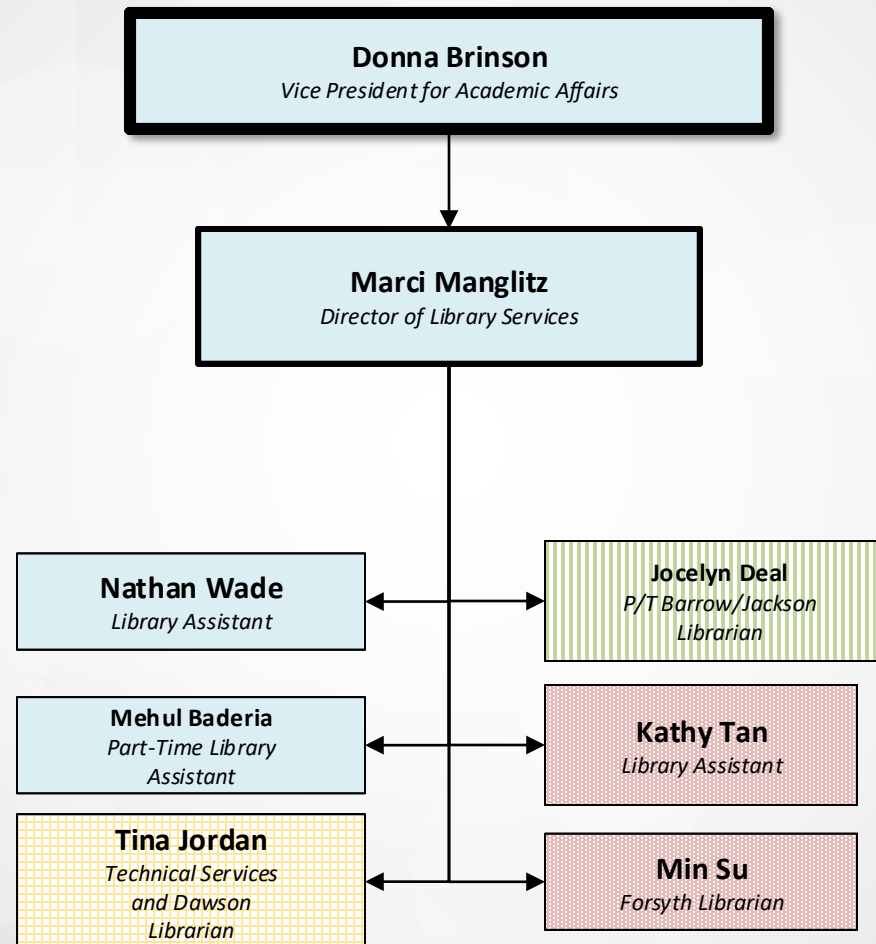 Donna Brinson
Vice President for Academic Affairs
Marci Manglitz
Director of Library Services
Nathan Wade
Library Assistant
Jocelyn Deal
P/T Barrow/Jackson
Librarian
Mehul Baderia
Part-Time Library
Assistant
Kathy Tan
Library Assistant
Tina Jordan
Technical Services
and Dawson
Librarian
Min Su
Forsyth Librarian